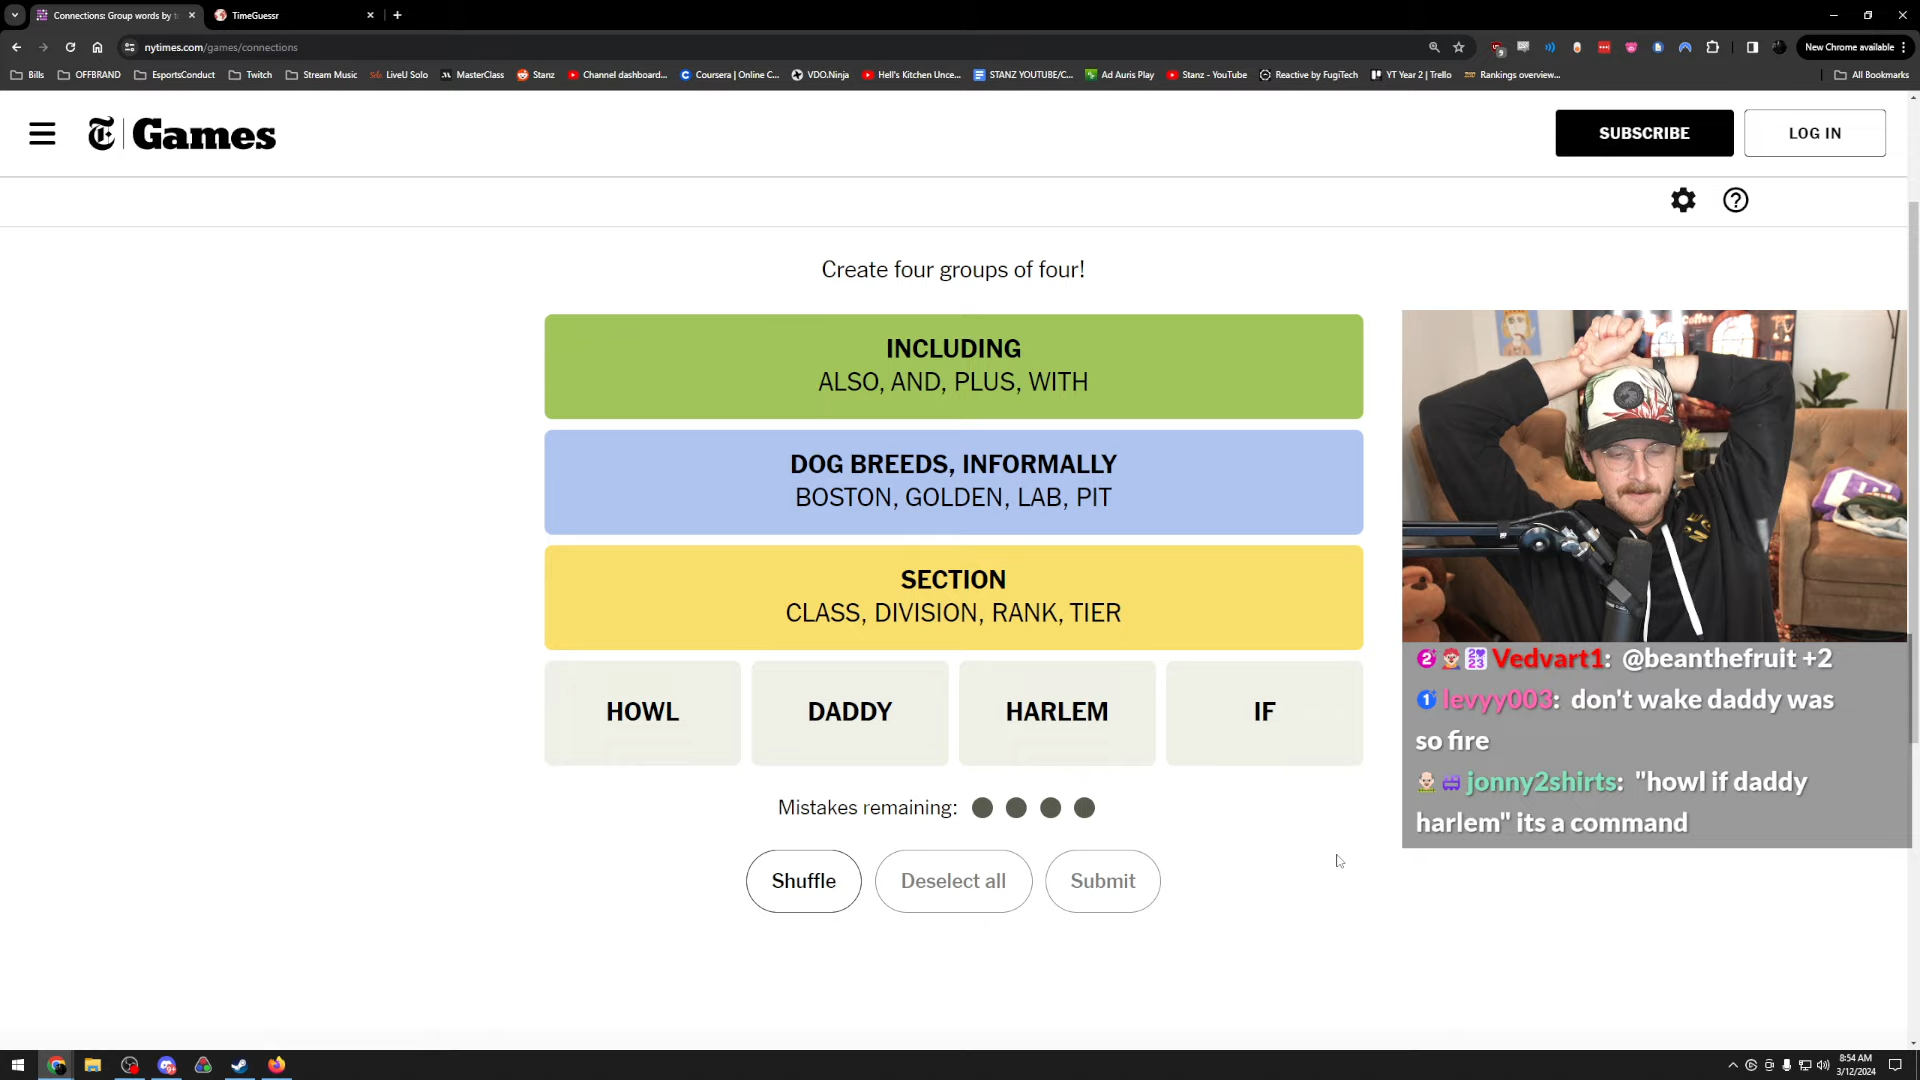 Connections: Group words by t
TimeGuessr
nytimes.com/games/connections
New Chrome available
Bills
OFFBRAND
EsportsConduct
Twitch
Stream Music
LiveU Solo
MasterClass
Stanz
Channel dashboard...
Coursera | Online C...
VDO.Ninja
Hell's Kitchen Unce...
STANZ YOUTUBE/C...
Ad Auris Play
Stanz - YouTube
Reactive by FugiTech
YT Year 2 | Trello
Rankings overview...
All Bookmarks
Games
SUBSCRIBE
LOG IN
Create four groups of four!
INCLUDING
ALSO, AND, PLUS, WITH
DOG BREEDS, INFORMALLY
BOSTON, GOLDEN, LAB, PIT
SECTION
CLASS, DIVISION, RANK, TIER
HOWL
DADDY
HARLEM
IF
Mistakes remaining:
Shuffle
Deselect all
Submit
Vedvart1: @beanthefruit +2
levyy003: don't wake daddy was
so fire
jonny2shirts: "howl if daddy
harlem" its a command
8:54 AM
3/12/2024